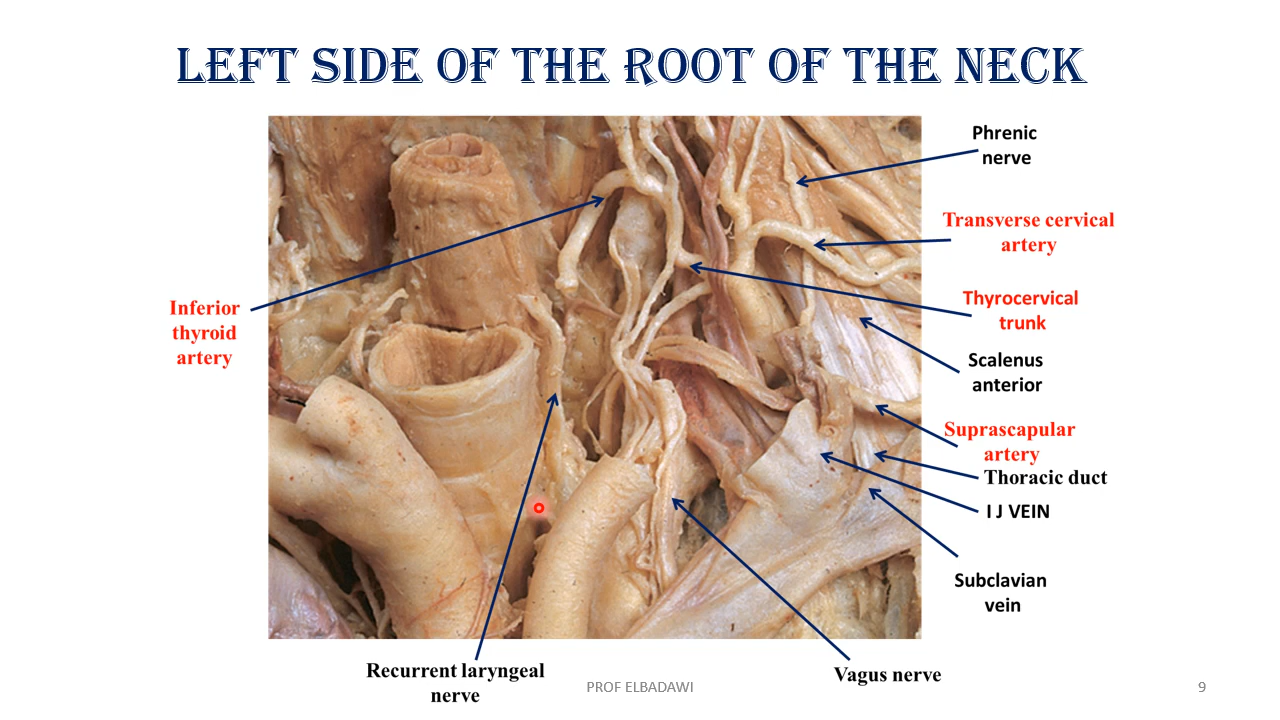 LEFT SIDE OF THE ROOT OF THE NECK
Phrenic
nerve
Transverse cervical
artery
Inferior
thyroid
artery
Thyrocervical
trunk
Scalenus
anterior
Suprascapular
artery
Thoracic duct
I J VEIN
Subclavian
vein
Recurrent laryngeal
nerve
Vagus nerve
PROF ELBADAWI
9